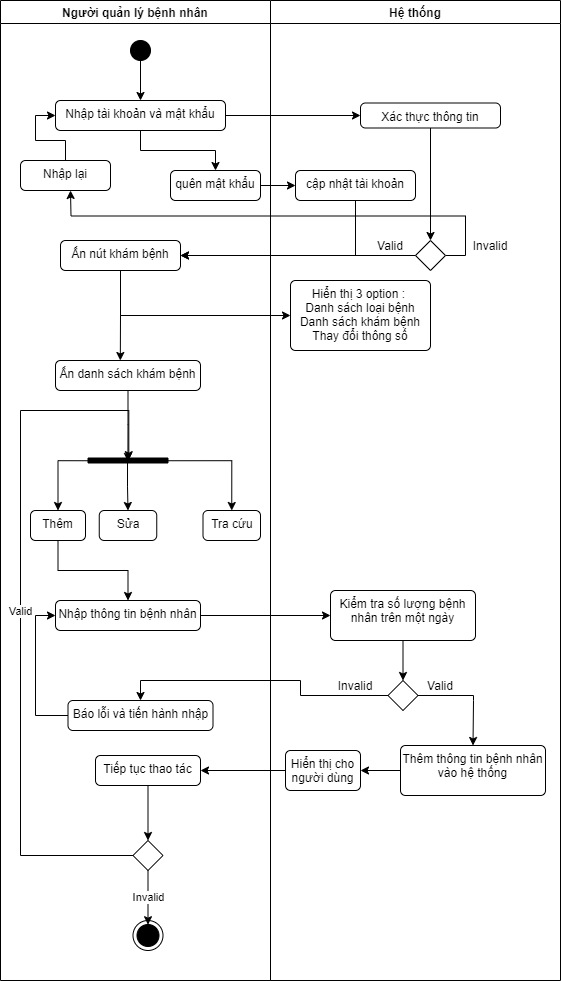 Người quản lý bệnh nhân
Hệ thống
Nhập tài khoản và mật khẩu
Xác thực thông tin
Nhập lại
quên mật khẩu
cập nhật tài khoản
Ấn nút khám bệnh
Valid
Invalid
Hiển thị 3 option :
Danh sách loại bệnh
Danh sách khám bệnh
Thay đổi thông số
Ấn danh sách khám bệnh
Thêm
Sửa
Tra cứu
Valid
Nhập thông tin bệnh nhân
Kiểm tra số lượng bệnh
nhân trên một ngày
Invalid
Valid
Báo lỗi và tiến hành nhập
Thêm thông tin bệnh nhân
vào hệ thống
Hiển thị cho
người dùng
Tiếp tục thao tác
Invalid